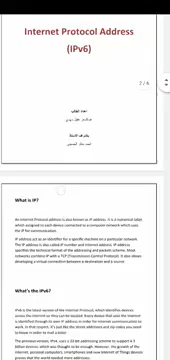 Internet Protocol Address
(IPv6)
اعداد الطالب
2 / 6
What is IP?
An Internet Protocol address is also known as IP address. It is a numerical label
which assigned to each device connected to a computer network which uses
the IP for communication.
IP address act as an identifier for a specific machine on a particular network.
The IP address is also called IP number and internet address. IP address
specifies the technical format of the addressing and packets scheme. Most
networks combine IP with a TCP (Transmission Control Protocol). It also allows
developing a virtual connection between a destination and a source
What's the IPv6?
IPv6 is the latest version of the Internet Protocol, which identifies devices
across the internet so they can be located. Every device that uses the internet
is identified through its own IP address in order for internet communication to
work. In that respect, it's just like the street addresses and zip codes you need
to know in order to mail a letter.
The previous version, IPv4, uses a 32-bit addressing scheme to support 4.3
billion devices, which was thought to be enough. However, the growth of the
internet, personal computers, smartphones and now Internet of Things devices
proves that the world needed more addresses.